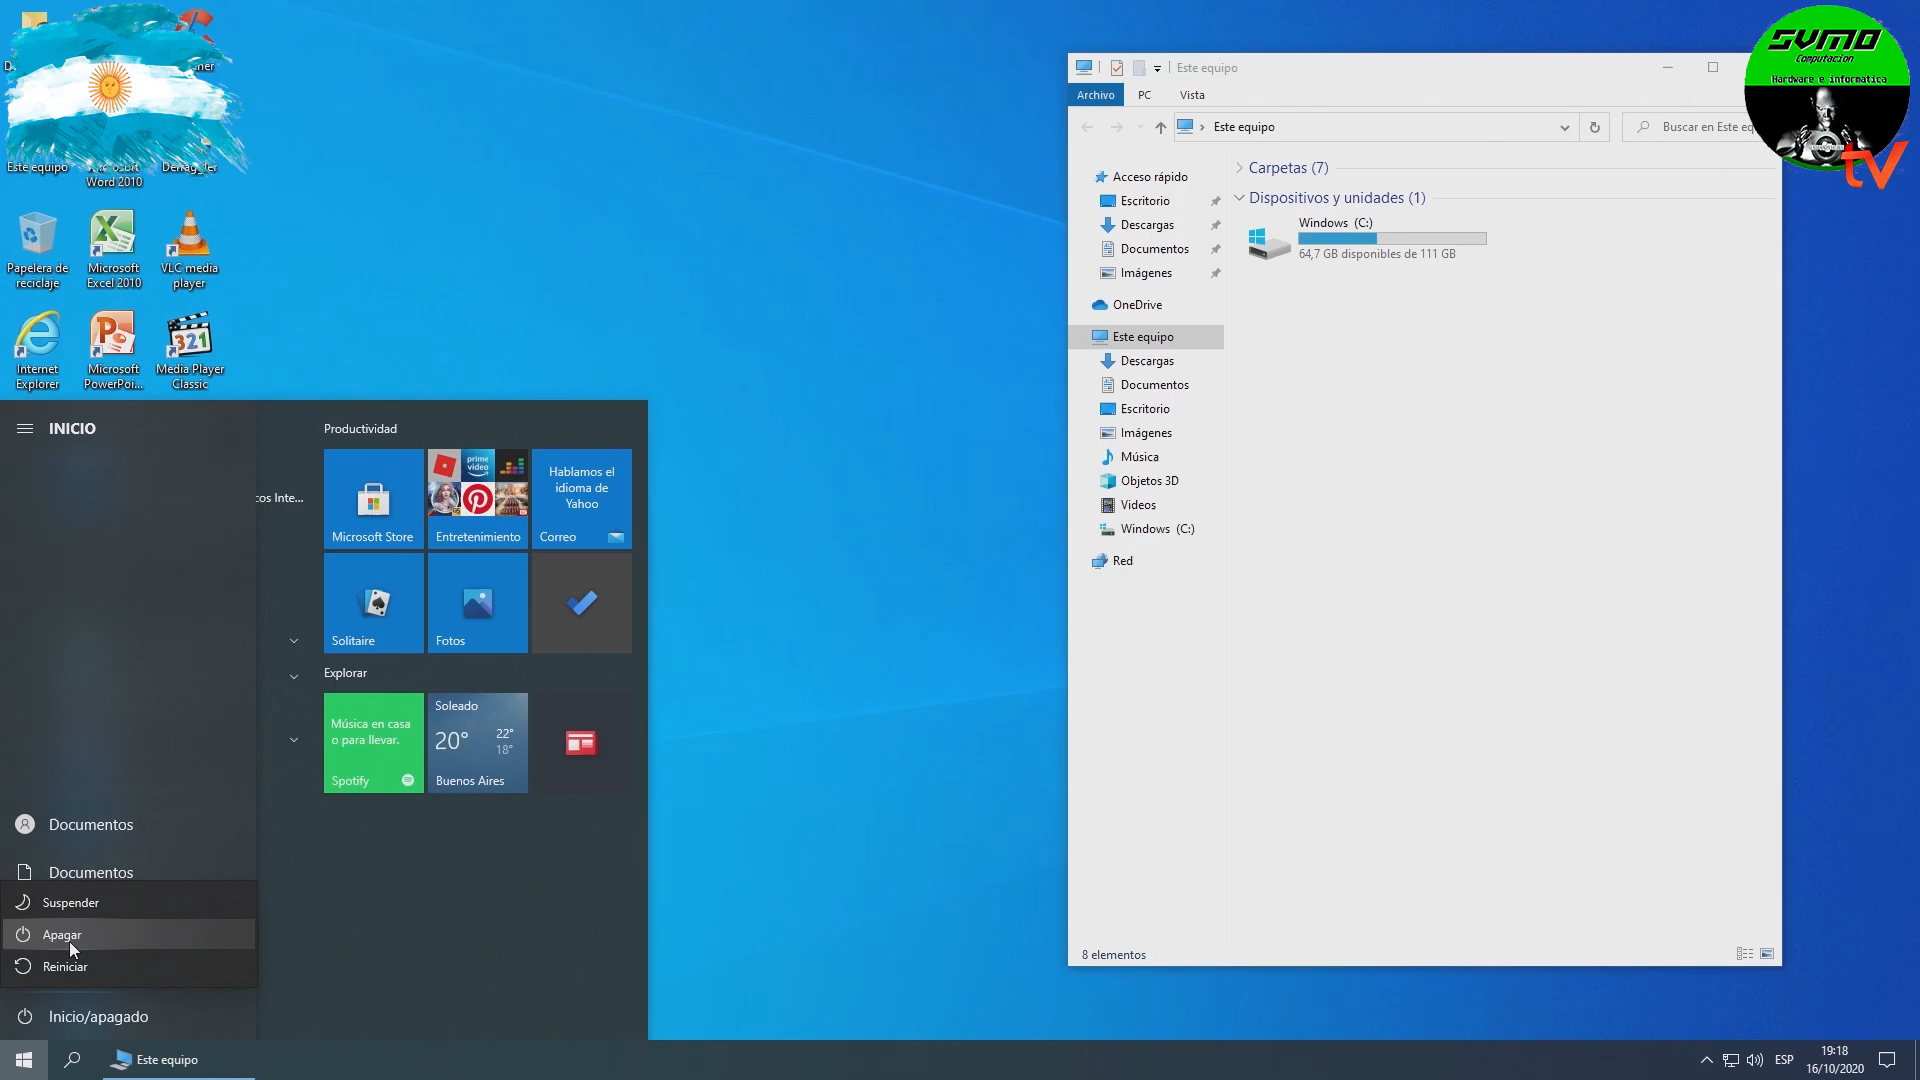 Este equipo
Microsoft
Word 2010
Papelera de
reciclaje
Microsoft
Excel 2010
VLC media
player
Internet
Explorer
Microsoft
PowerPoi...
Media Player
Classic
INICIO
cos Inte...
Productividad
Microsoft Store
prime
video
Entretenimiento
Hablamos el
idioma de
Yahoo
Correo
Solitaire
Fotos
Explorar
Música en casa
o para llevar.
Spotify
Soleado
20°
22°
18°
Buenos Aires
Documentos
Documentos
Suspender
Apagar
Reiniciar
Inicio/apagado
Este equipo
Archivo
PC
Vista
Este equipo
Buscar en Este eq
Acceso rápido
Escritorio
Descargas
Documentos
Imágenes
OneDrive
Este equipo
Descargas
Documentos
Escritorio
Imágenes
Música
Objetos 3D
Videos
Windows (C:)
Red
Carpetas (7)
Dispositivos y unidades (1)
Windows (C:)
64,7 GB disponibles de 111 GB
8 elementos
SVMO
Computacion
Hardware e informatica
TV
Este equipo
ESP
19:18
16/10/2020